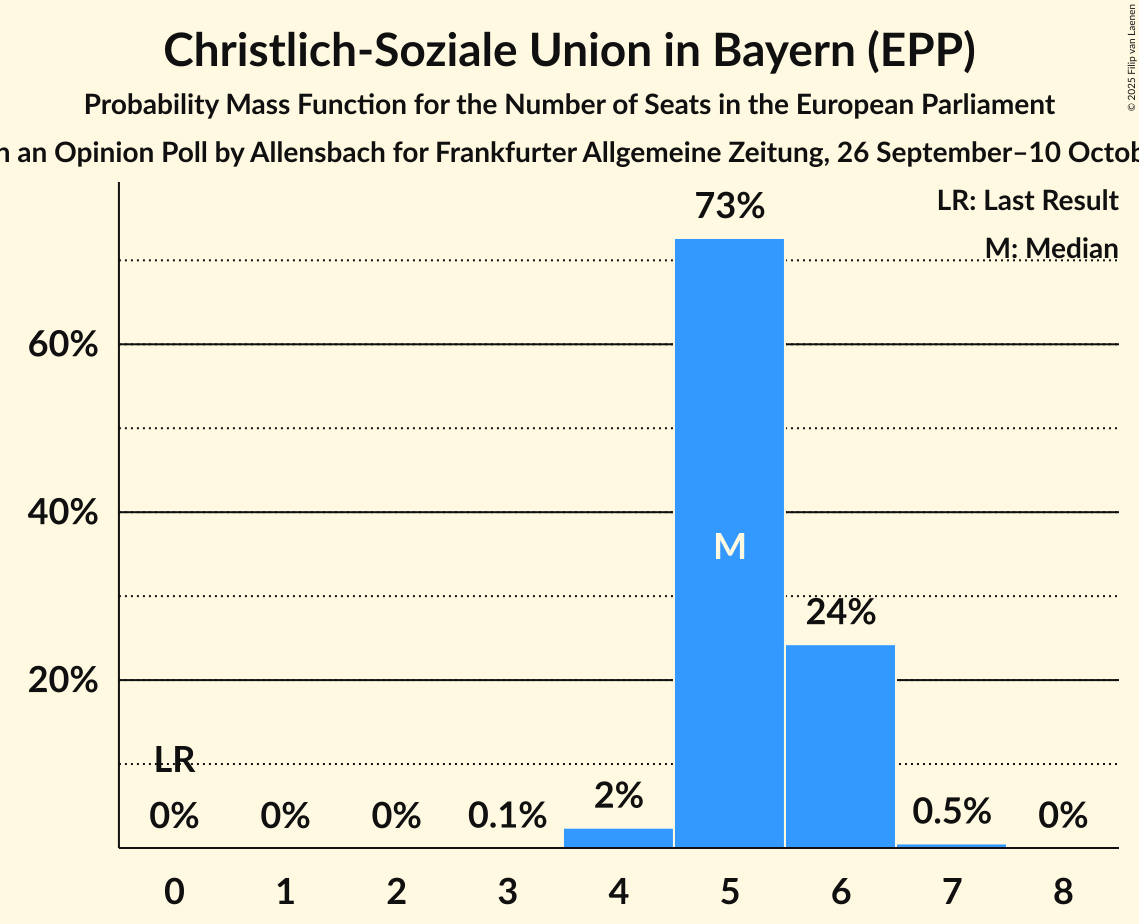 Christlich-Soziale Union in Bayern (EPP)
Probability Mass Function for the Number of Seats in the European Parliament
an Opinion Poll by Allensbach for Frankfurter Allgemeine Zeitung, 26 September–10
© 2025 Filip van Laenen
LR: Last Result
M: Median
73%
60%
40%
M
24%
20%
LR
0% 0% 0% 0.1% 2% 0.5% 0%
0 1 2 3 4 5 6 7 8